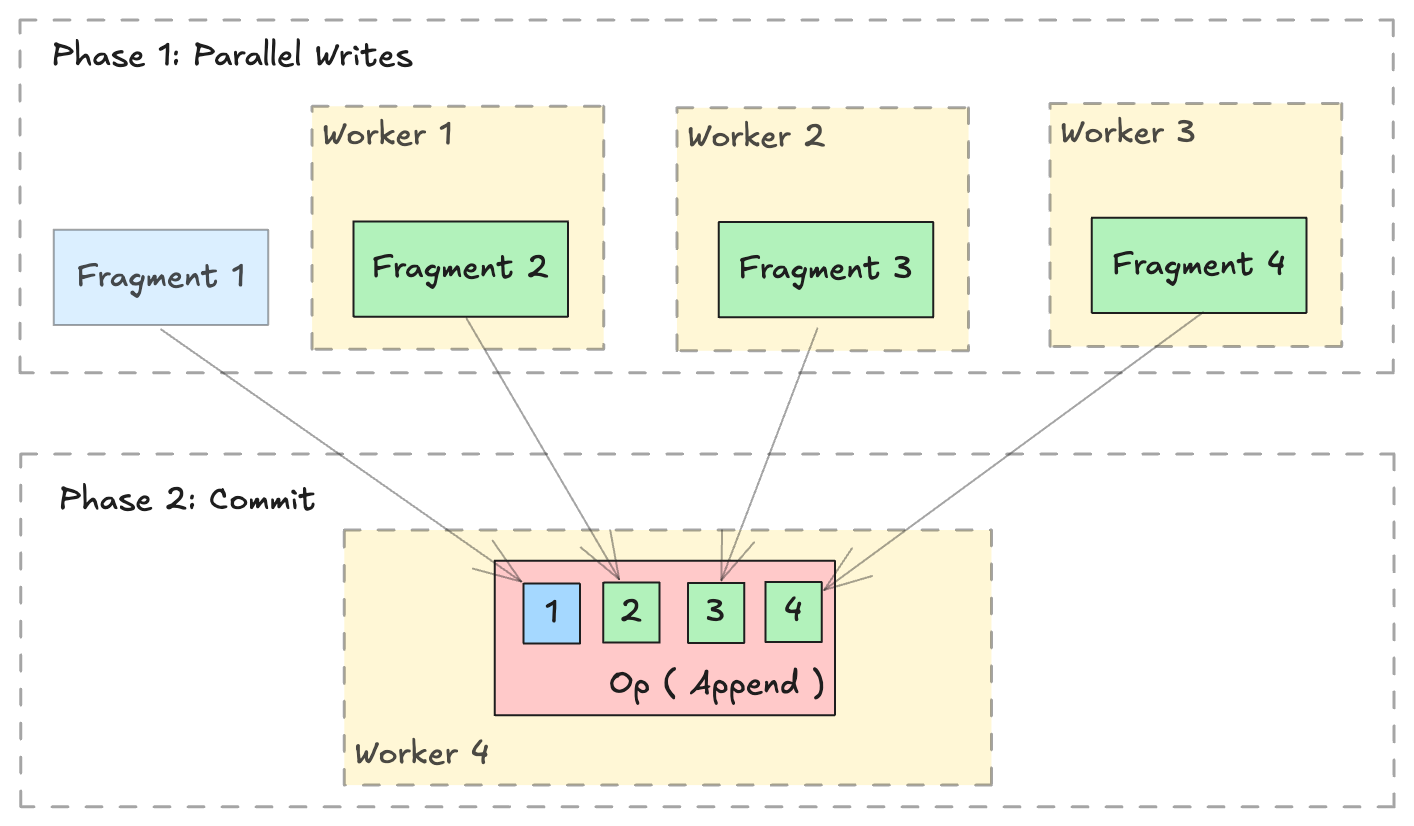 Phase 1: Parallel Writes
Worker 1
Worker 2
Worker 3
Fragment 1
Fragment 2
Fragment 3
Fragment 4
Phase 2: Commit
1
2
3
4
Op ( Append )
Worker 4